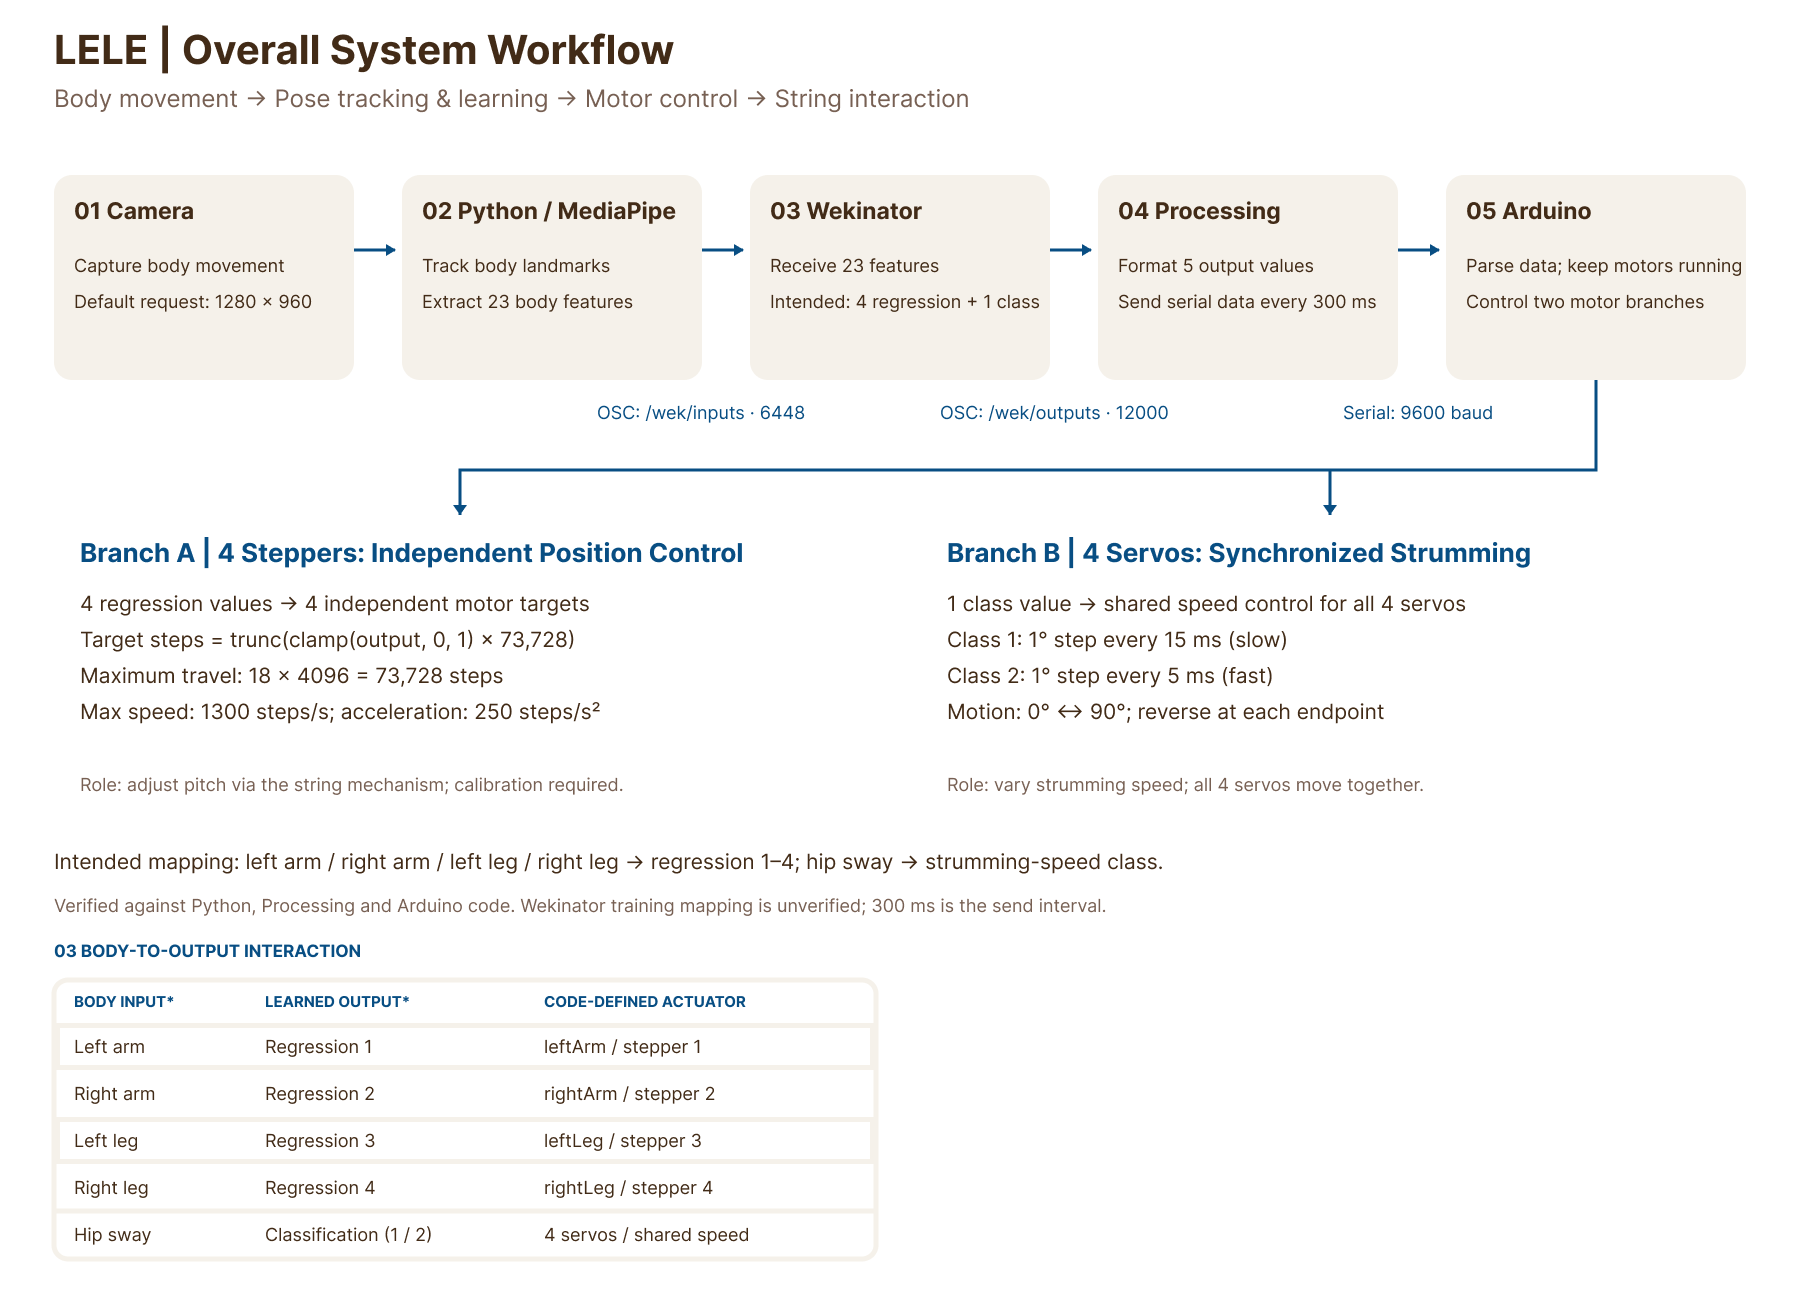 LELE | Overall System Workflow
Body movement → Pose tracking & learning → Motor control → String interaction
01 Camera
Capture body movement
Default request: 1280 × 960
02 Python / MediaPipe
Track body landmarks
Extract 23 body features
03 Wekinator
Receive 23 features
Intended: 4 regression + 1 class
04 Processing
Format 5 output values
Send serial data every 300 ms
05 Arduino
Parse data; keep motors running
Control two motor branches
OSC: /wek/inputs · 6448
OSC: /wek/outputs · 12000
Serial: 9600 baud
Branch A | 4 Steppers: Independent Position Control
4 regression values → 4 independent motor targets
Target steps = trunc(clamp(output, 0, 1) × 73,728)
Maximum travel: 18 × 4096 = 73,728 steps
Max speed: 1300 steps/s; acceleration: 250 steps/s²
Role: adjust pitch via the string mechanism; calibration required.
Branch B | 4 Servos: Synchronized Strumming
1 class value → shared speed control for all 4 servos
Class 1: 1° step every 15 ms (slow)
Class 2: 1° step every 5 ms (fast)
Motion: 0° ↔ 90°; reverse at each endpoint
Role: vary strumming speed; all 4 servos move together.
Intended mapping: left arm / right arm / left leg / right leg → regression 1–4; hip sway → strumming-speed class.
Verified against Python, Processing and Arduino code. Wekinator training mapping is unverified; 300 ms is the send interval.
03 BODY-TO-OUTPUT INTERACTION
BODY INPUT* LEARNED OUTPUT* CODE-DEFINED ACTUATOR
Left arm Regression 1 leftArm / stepper 1
Right arm Regression 2 rightArm / stepper 2
Left leg Regression 3 leftLeg / stepper 3
Right leg Regression 4 rightLeg / stepper 4
Hip sway Classification (1 / 2) 4 servos / shared speed